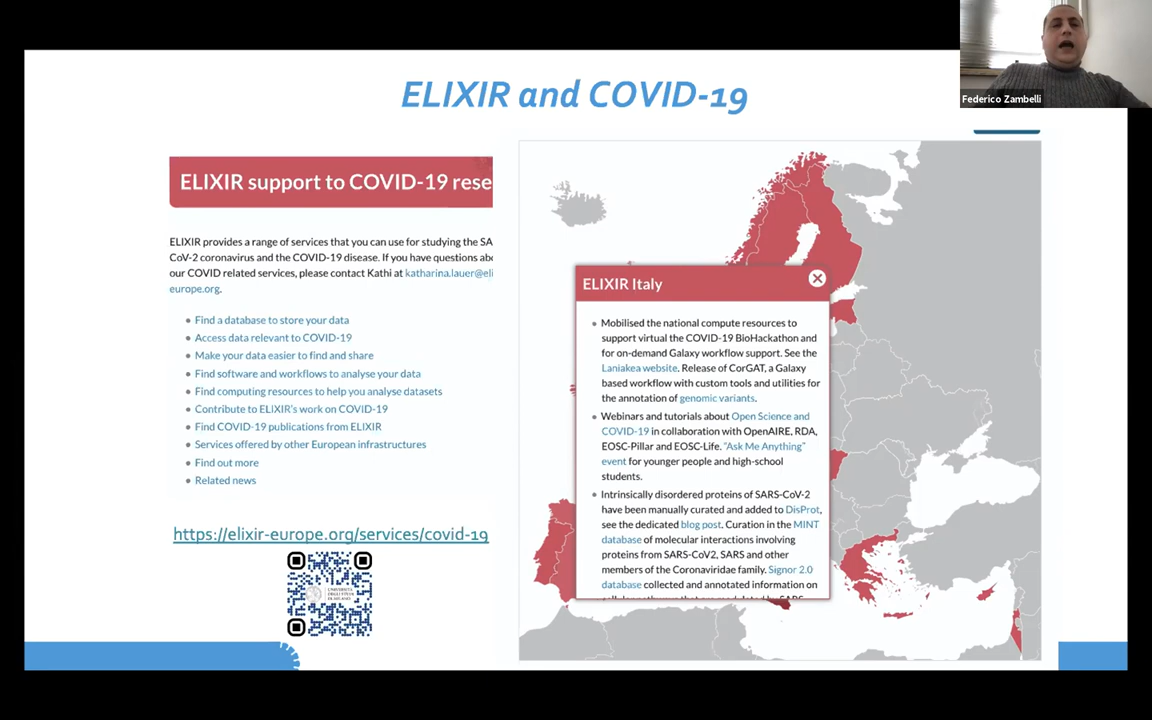 ELIXIR and COVID-19
Federico Zambelli
ELIXIR support to COVID-19 rese
ELIXIR provides a range of services that you can use for studying the SA
CoV-2 coronavirus and the COVID-19 disease. If you have questions abo
our COVID related services, please contact Kathi at katharina.lauer@eli
europe.org.
Find a database to store your data
Access data relevant to COVID-19
Make your data easier to find and share
Find software and workflows to analyse your data
Find computing resources to help you analyse datasets
Contribute to ELIXIR's work on COVID-19
Find COVID-19 publications from ELIXIR
Services offered by other European infrastructures
Find out more
Related news
https://elixir-europe.org/services/covid-19
ELIXIR Italy
Mobilised the national compute resources to
support virtual the COVID-19 BioHackathon and
for on-demand Galaxy workflow support. See the
Laniakea website. Release of CorGAT, a Galaxy
based workflow with custom tools and utilities for
the annotation of genomic variants.
Webinars and tutorials about Open Science and
COVID-19 in collaboration with OpenAIRE, RDA,
EOSC-Pillar and EOSC-Life. "Ask Me Anything"
event for younger people and high-school
students.
Intrinsically disordered proteins of SARS-CoV-2
have been manually curated and added to DisProt,
see the dedicated blog post. Curation in the MINT
database of molecular interactions involving
proteins from SARS-CoV2, SARS and other
members of the Coronaviridae family. Signor 2.0
database collected and annotated information on